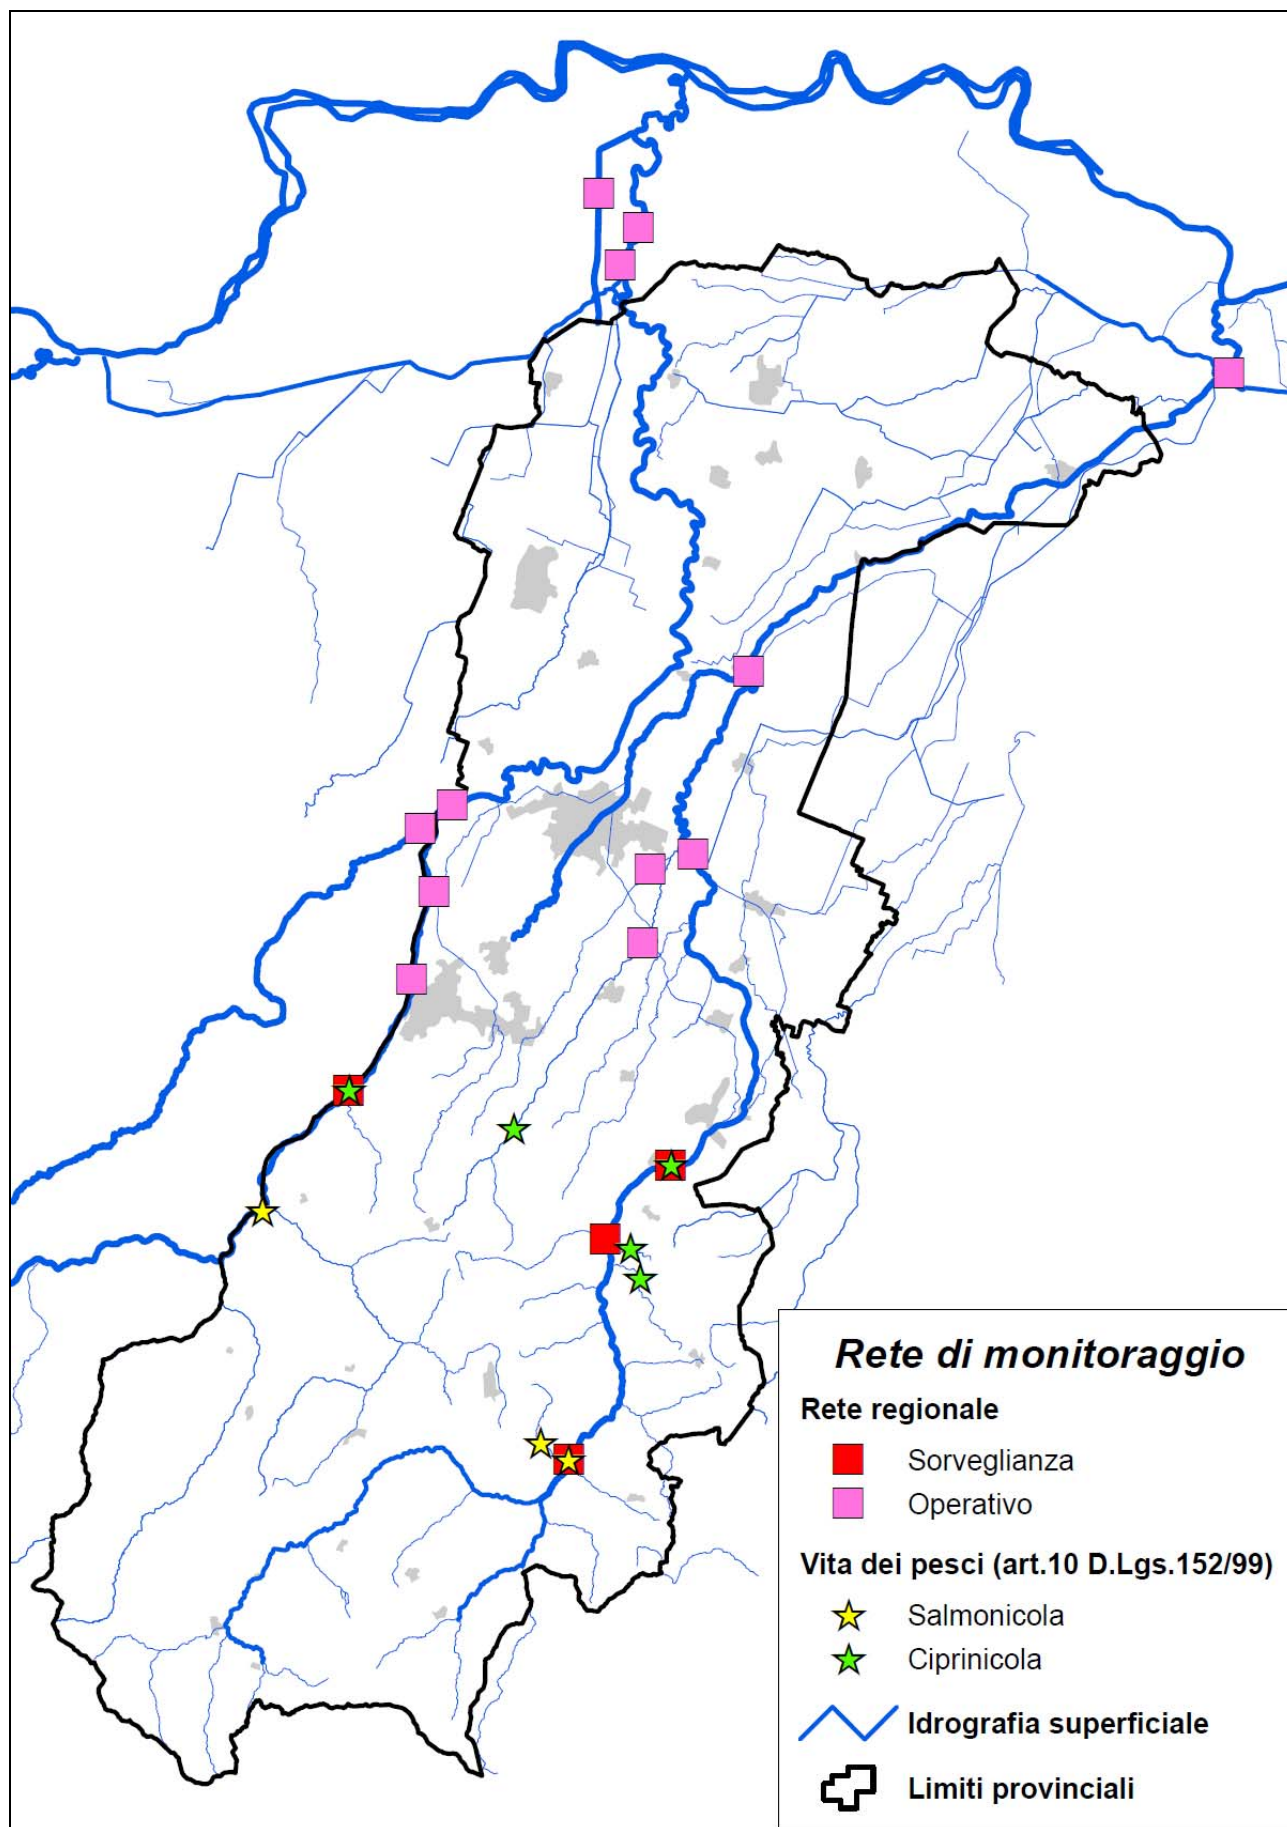 Rete di monitoraggio
Rete regionale
Sorveglianza
Operativo
Vita dei pesci (art.10 D.Lgs.152/99)
Salmonicola
Ciprinicola
Idrografia superficiale
Limiti provinciali